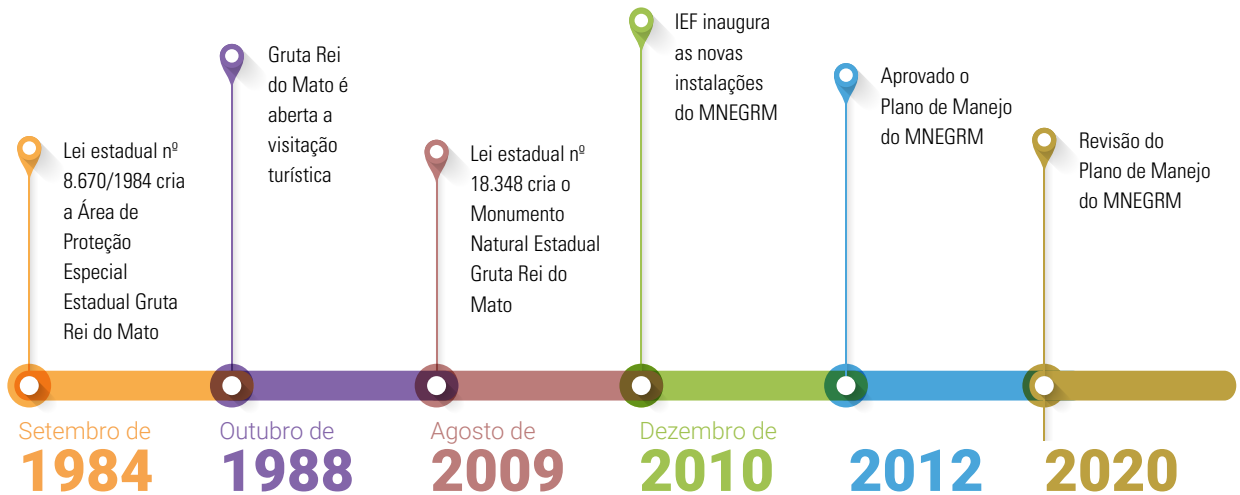 Lei estadual nº
8.670/1984 cria
a Área de
Proteção
Especial
Estadual Gruta
Rei do Mato
Setembro de
1984
Gruta Rei
do Mato é
aberta a
visitação
turística
Outubro de
1988
Lei estadual nº
18.348 cria o
Monumento
Natural Estadual
Gruta Rei do
Mato
Agosto de
2009
IEF inaugura
as novas
instalações
do MNEGRM
Dezembro de
2010
Aprovado o
Plano de Manejo
do MNEGRM
2012
Revisão do
Plano de Manejo
do MNEGRM
2020